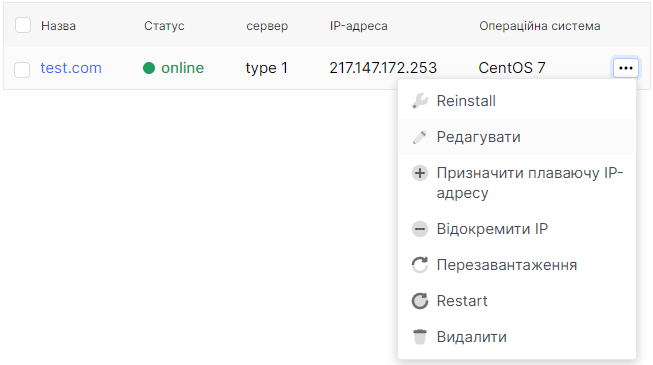 Назва Статус сервер IP-адреса Операційна система
test.com online type 1 217.147.172.253 CentOS 7
Reinstall
Редагувати
Призначити плаваючу IP-
адресу
Відокремити IP
Перезавантаження
Restart
Видалити